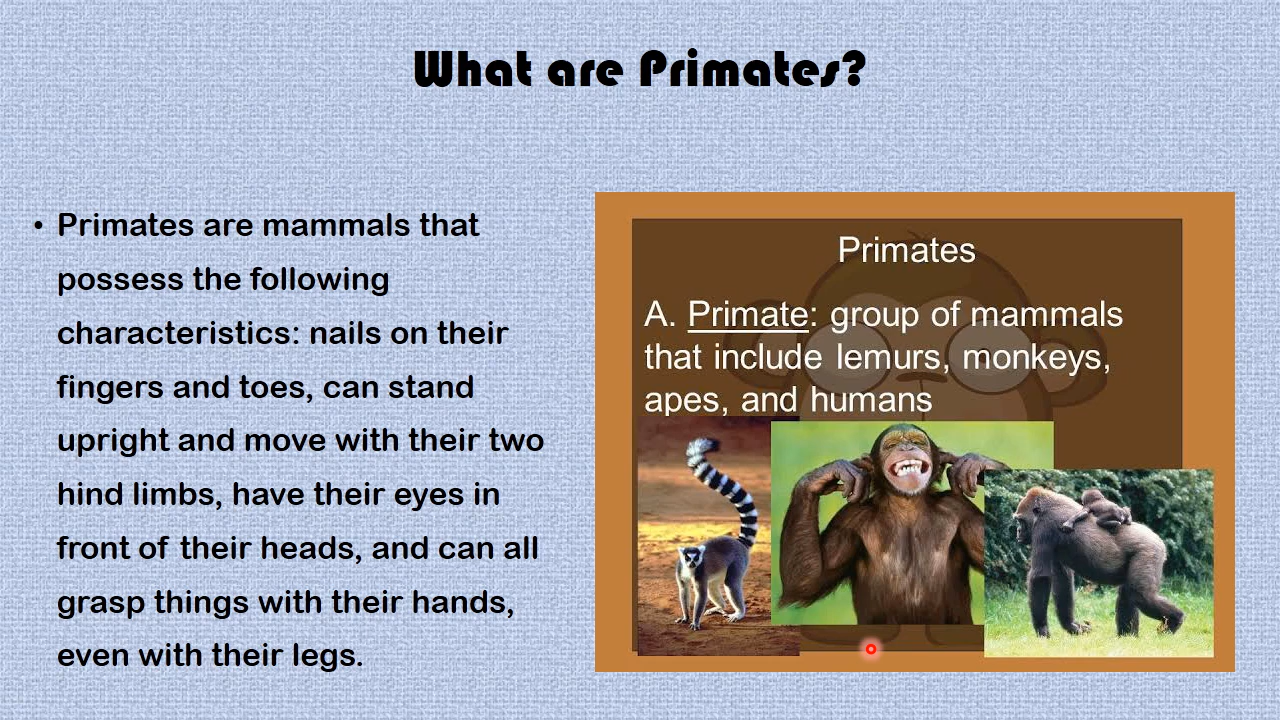 What are Primates?
• Primates are mammals that
possess the following
characteristics: nails on their
fingers and toes, can stand
upright and move with their two
hind limbs, have their eyes in
front of their heads, and can all
grasp things with their hands,
even with their legs.
Primates
A. Primate: group of mammals
that include lemurs, monkeys,
apes, and humans